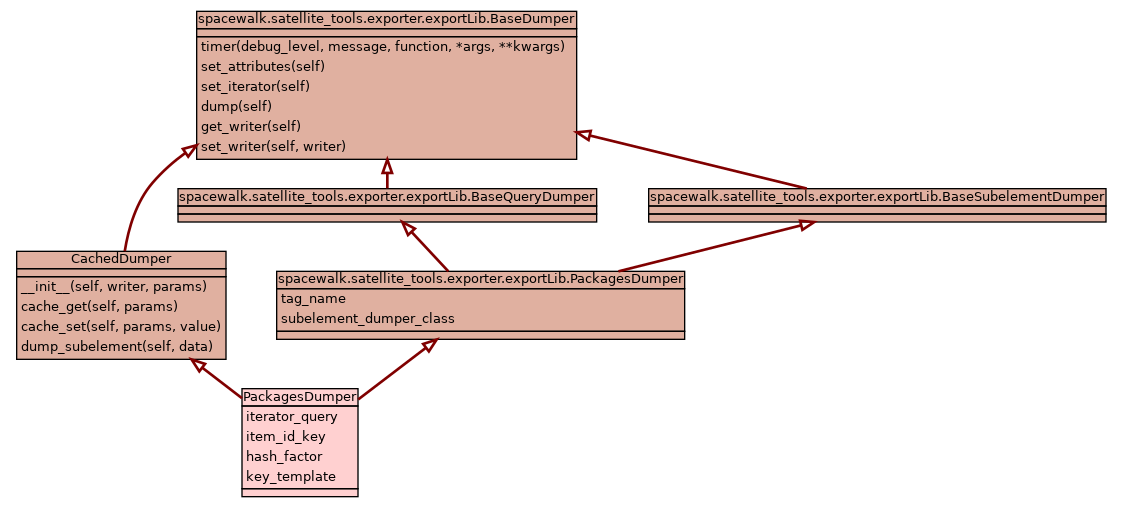 spacewalk.satellite_tools.exporter.exportLib.BaseDumper
timer(debug_level, message, function, *args, **kwargs)
set_attributes(self)
set_iterator(self)
dump(self)
get_writer(self)
set_writer(self, writer)
spacewalk.satellite_tools.exporter.exportLib.BaseQueryDumper
spacewalk.satellite_tools.exporter.exportLib.BaseSubelementDumper
CachedDumper
__init__(self, writer, params)
cache_get(self, params)
cache_set(self, params, value)
dump_subelement(self, data)
spacewalk.satellite_tools.exporter.exportLib.PackagesDumper
tag_name
subelement_dumper_class
PackagesDumper
iterator_query
item_id_key
hash_factor
key_template